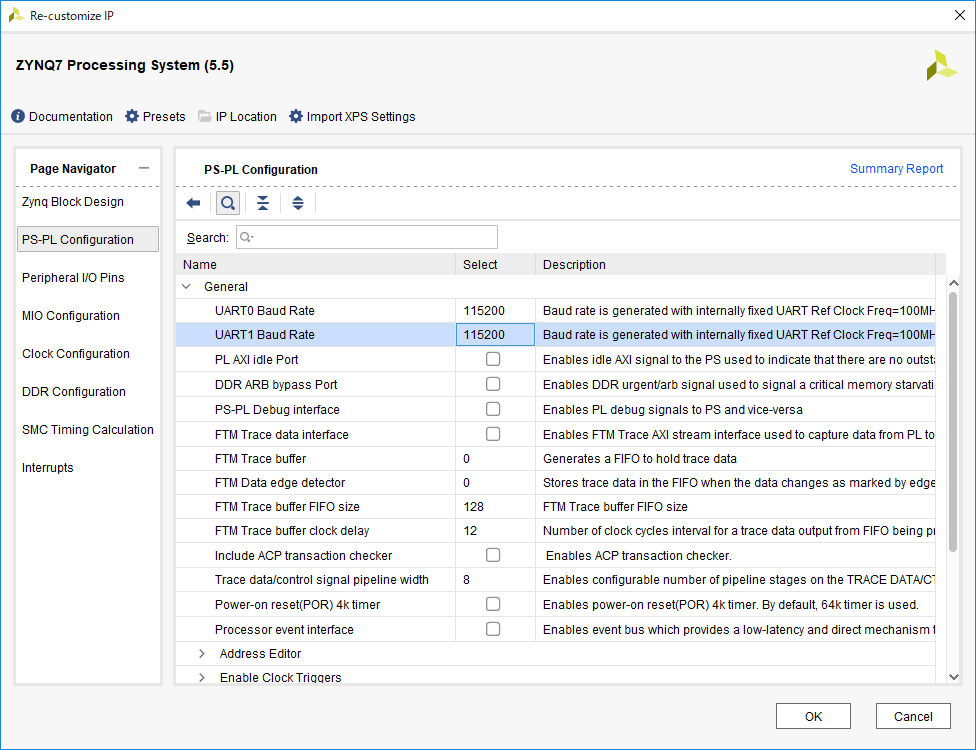 Re-customize IP
ZYNQ7 Processing System (5.5)
Documentation Presets IP Location Import XPS Settings
Page Navigator
Zynq Block Design
PS-PL Configuration
Peripheral I/O Pins
MIO Configuration
Clock Configuration
DDR Configuration
SMC Timing Calculation
Interrupts
PS-PL Configuration Summary Report
Search:
Name Select Description
General
UART0 Baud Rate 115200 Baud rate is generated with internally fixed UART Ref Clock Freq=100MH
UART1 Baud Rate 115200 Baud rate is generated with internally fixed UART Ref Clock Freq=100MH
PL AXI idle Port Enables idle AXI signal to the PS used to indicate that there are no outsta
DDR ARB bypass Port Enables DDR urgent/arb signal used to signal a critical memory starvati
PS-PL Debug interface Enables PL debug signals to PS and vice-versa
FTM Trace data interface Enables FTM Trace AXI stream interface used to capture data from PL to
FTM Trace buffer 0 Generates a FIFO to hold trace data
FTM Data edge detector 0 Stores trace data in the FIFO when the data changes as marked by edge
FTM Trace buffer FIFO size 128 FTM Trace buffer FIFO size
FTM Trace buffer clock delay 12 Number of clock cycles interval for a trace data output from FIFO being pr
Include ACP transaction checker Enables ACP transaction checker.
Trace data/control signal pipeline width 8 Enables configurable number of pipeline stages on the TRACE DATA/CT
Power-on reset(POR) 4k timer Enables power-on reset(POR) 4k timer. By default, 64k timer is used.
Processor event interface Enables event bus which provides a low-latency and direct mechanism t
Address Editor
Enable Clock Triggers
OK Cancel